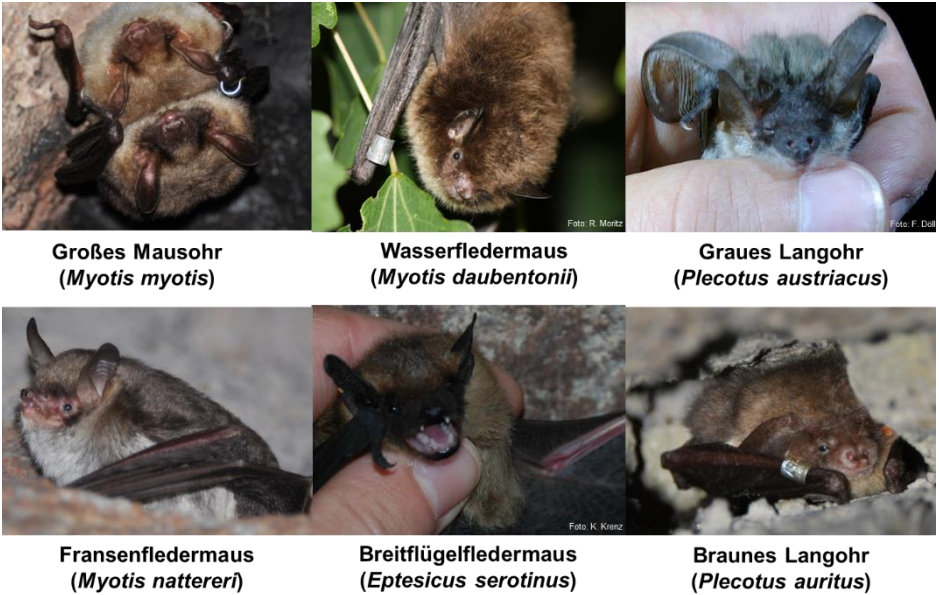 Foto: R. Moritz
Foto: F. Döll
Großes Mausohr
(Myotis myotis)
Wasserfledermaus
(Myotis daubentonii)
Graues Langohr
(Plecotus austriacus)
Foto: K. Krenz
Fransenfledermaus
(Myotis nattereri)
Breitflügelfledermaus
(Eptesicus serotinus)
Braunes Langohr
(Plecotus auritus)